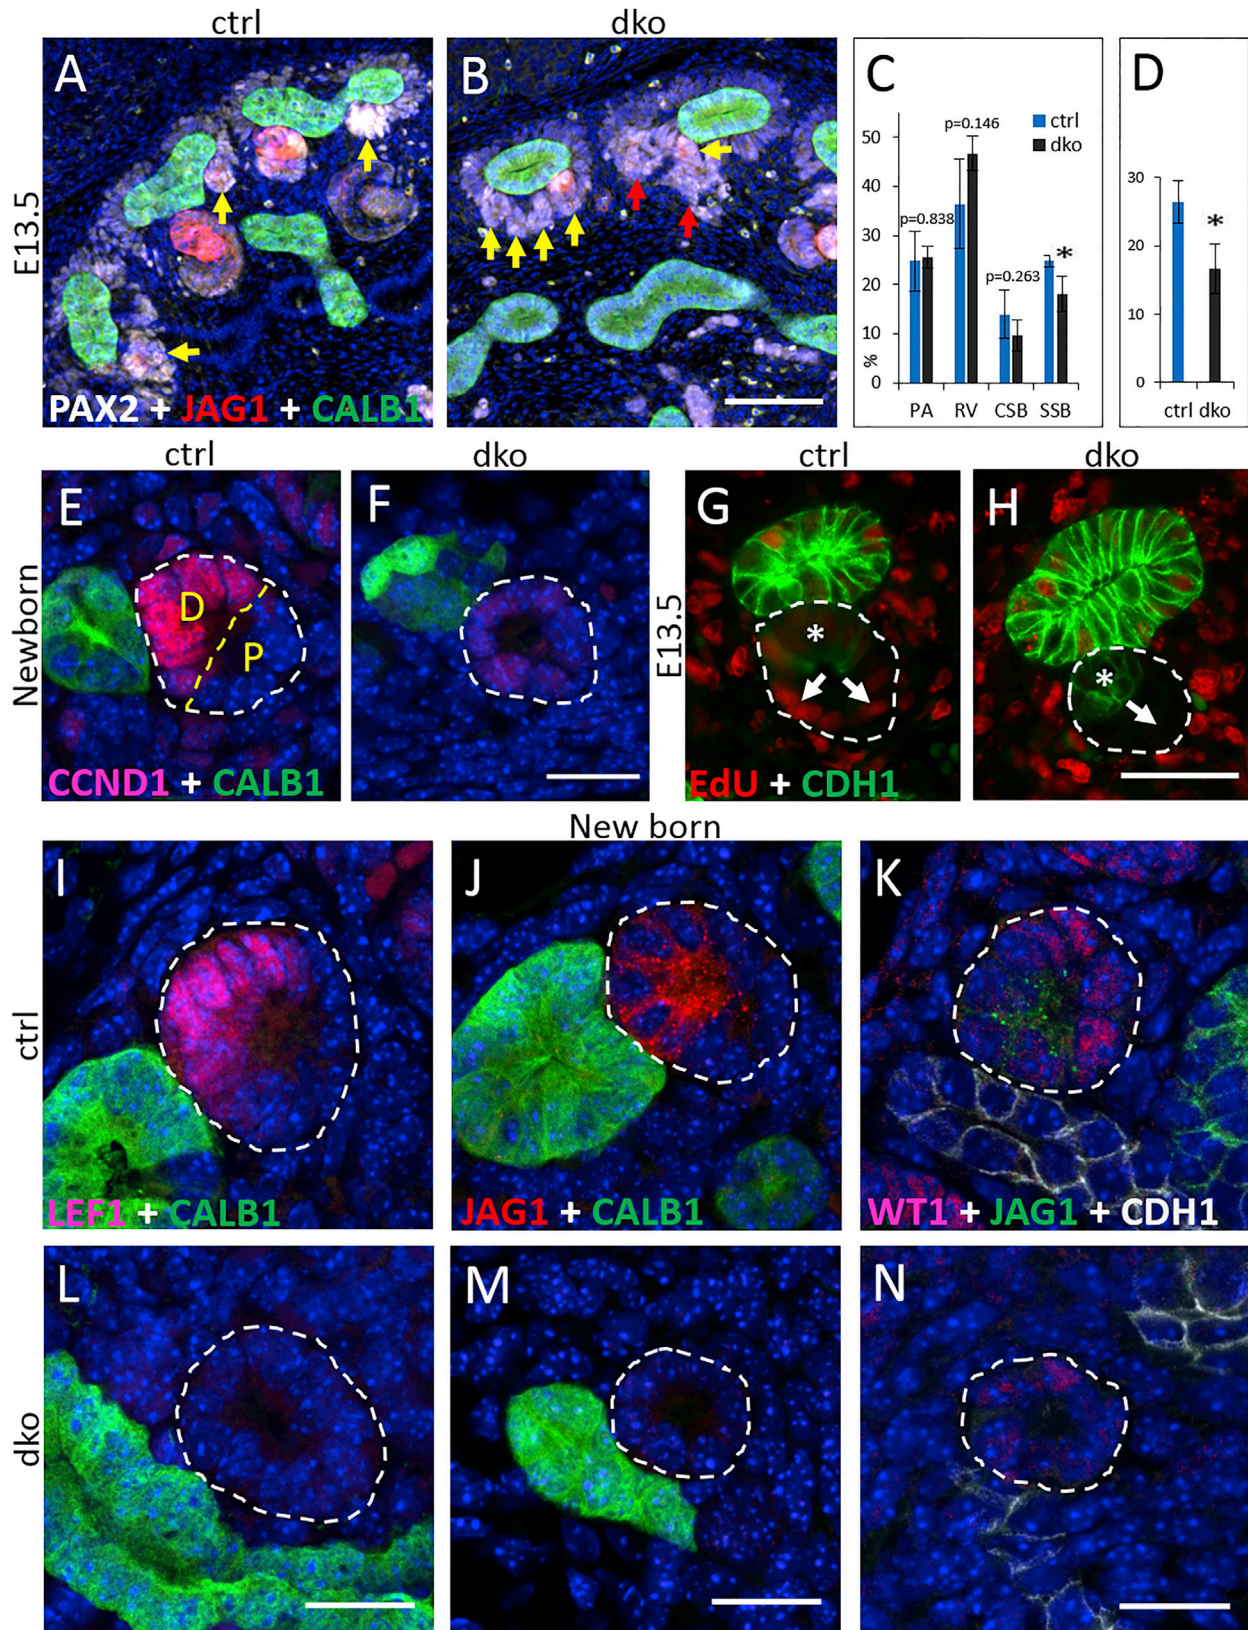 ctrl dko
A B C D
E13.5
PAX2 + JAG1 + CALB1
ctrl
dko
p=0.838
p=0.146
p=0.263
*
50
40
30
20
10
0
%
PA RV CSB SSB
30
20
10
0
*
ctrl dko
ctrl dko ctrl dko
E F G H
Newborn
D
P
E13.5
*
*
CCND1 + CALB1
EdU + CDH1
New born
I J K
ctrl
LEF1 + CALB1
JAG1 + CALB1
WT1 + JAG1 + CDH1
L M N
dko